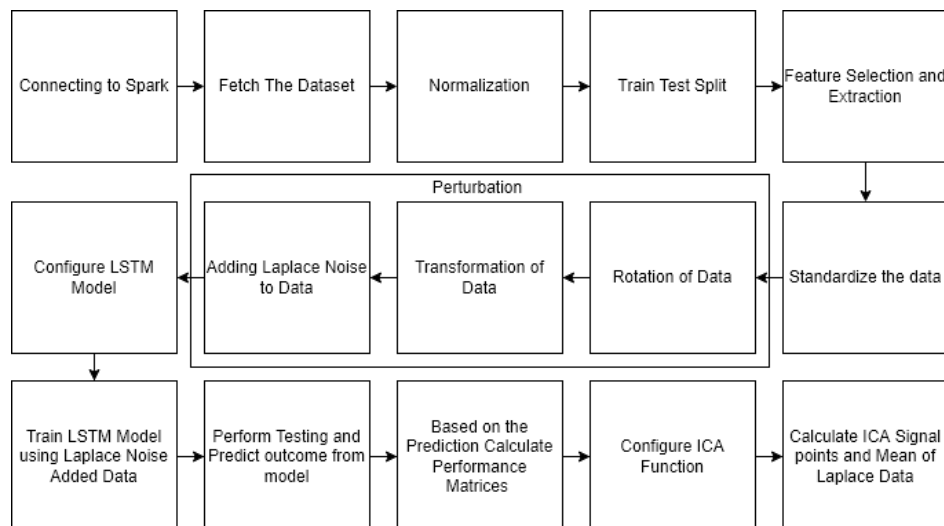 Connecting to Spark
Fetch The Dataset
Normalization
Train Test Split
Feature Selection and
Extraction
Perturbation
Configure LSTM
Model
Adding Laplace Noise
to Data
Transformation of
Data
Rotation of Data
Standardize the data
Train LSTM Model
using Laplace Noise
Added Data
Perform Testing and
Predict outcome from
model
Based on the
Prediction Calculate
Performance
Matrices
Configure ICA
Function
Calculate ICA Signal
points and Mean of
Laplace Data